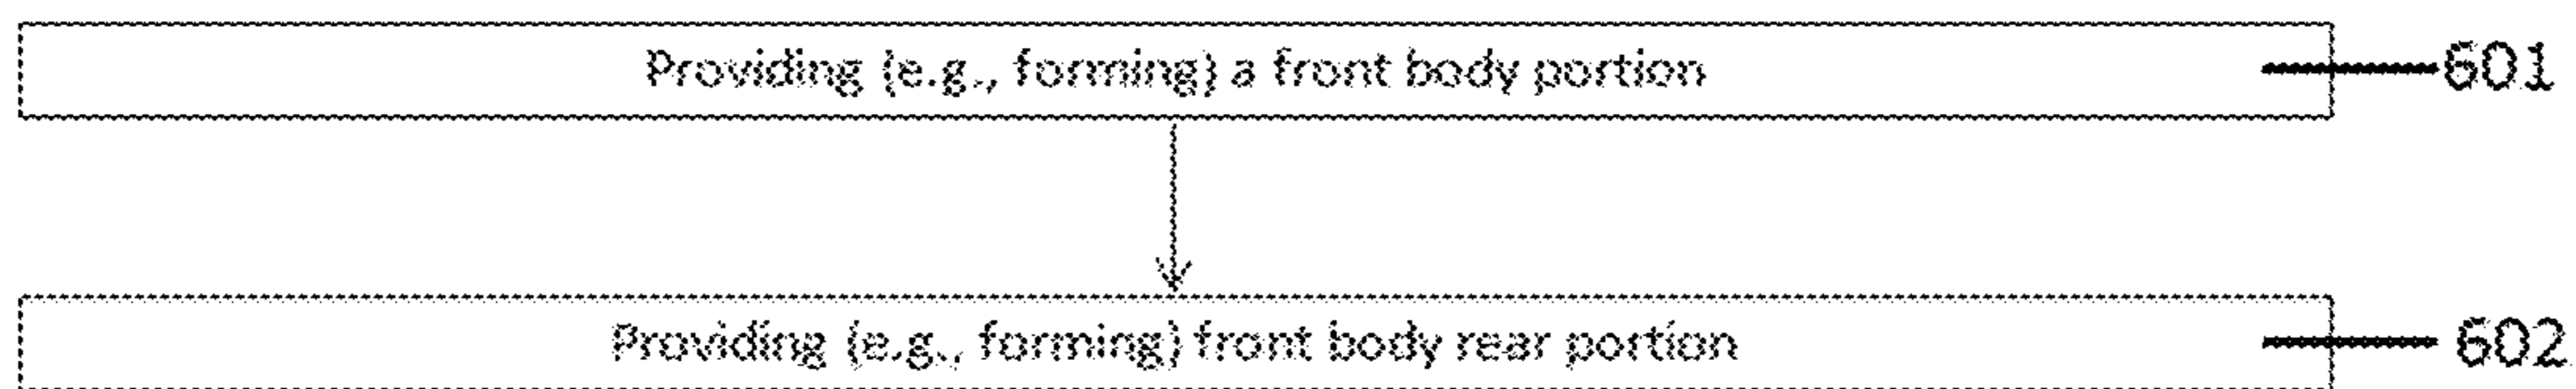 Providing (e.g., forming) a front body portion 601
Providing (e.g., forming) front body rear portion 602